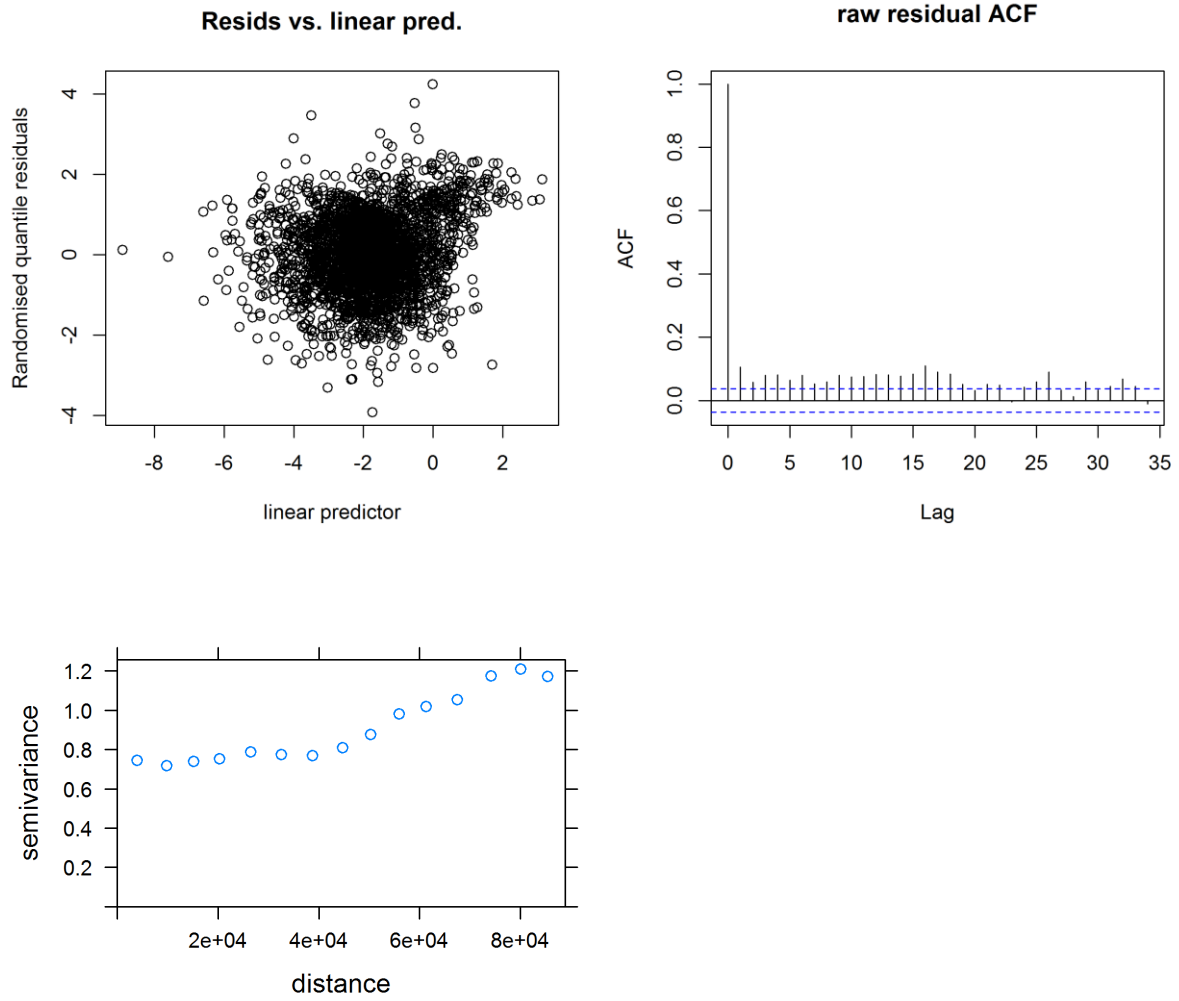 Resids vs. linear pred.
Randomised quantile residuals
4
2
0
-2
-4
-8
-6
-4
-2
0
2
linear predictor
raw residual ACF
ACF
1.0
0.8
0.6
0.4
0.2
0.0
0
5
10
15
20
25
30
35
Lag
semivariance
1.2
1.0
0.8
0.6
0.4
0.2
2e+04
4e+04
6e+04
8e+04
distance